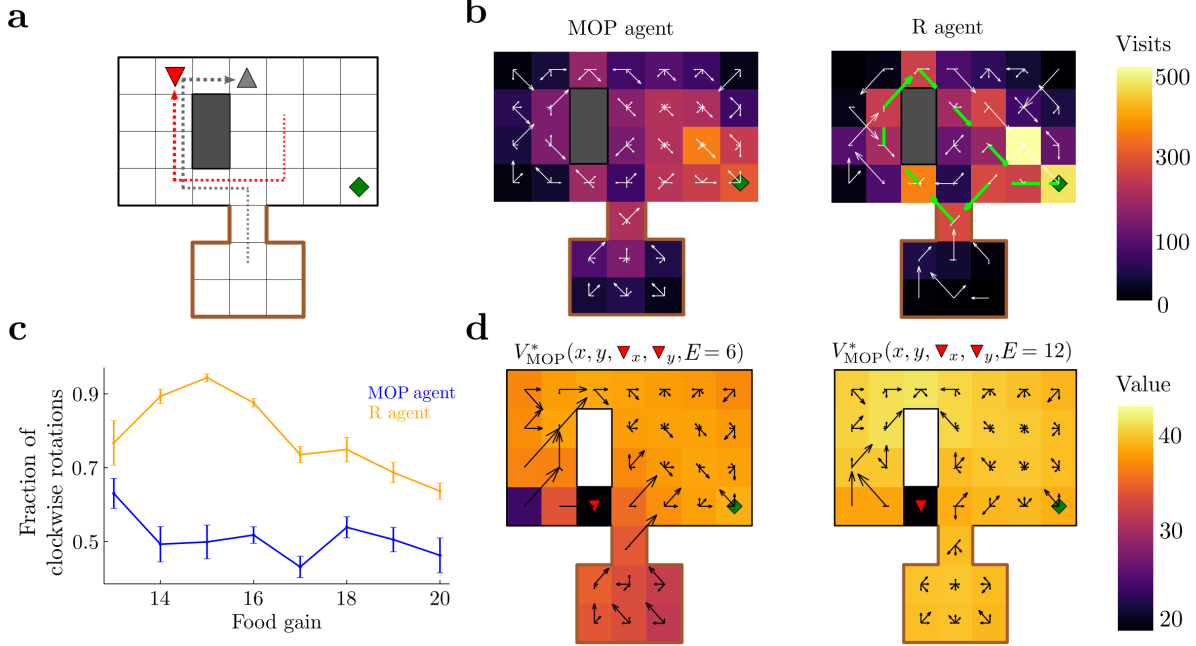 a
b
MOP agent
R agent
Visits
500
300
100
0
c
Fraction of
clockwise rotations
0.9
0.7
0.5
MOP agent
R agent
14
16
18
20
Food gain
d
V*MOP(x, y, ▼x, ▼y, E = 6)
V*MOP(x, y, ▼x, ▼y, E = 12)
Value
40
20